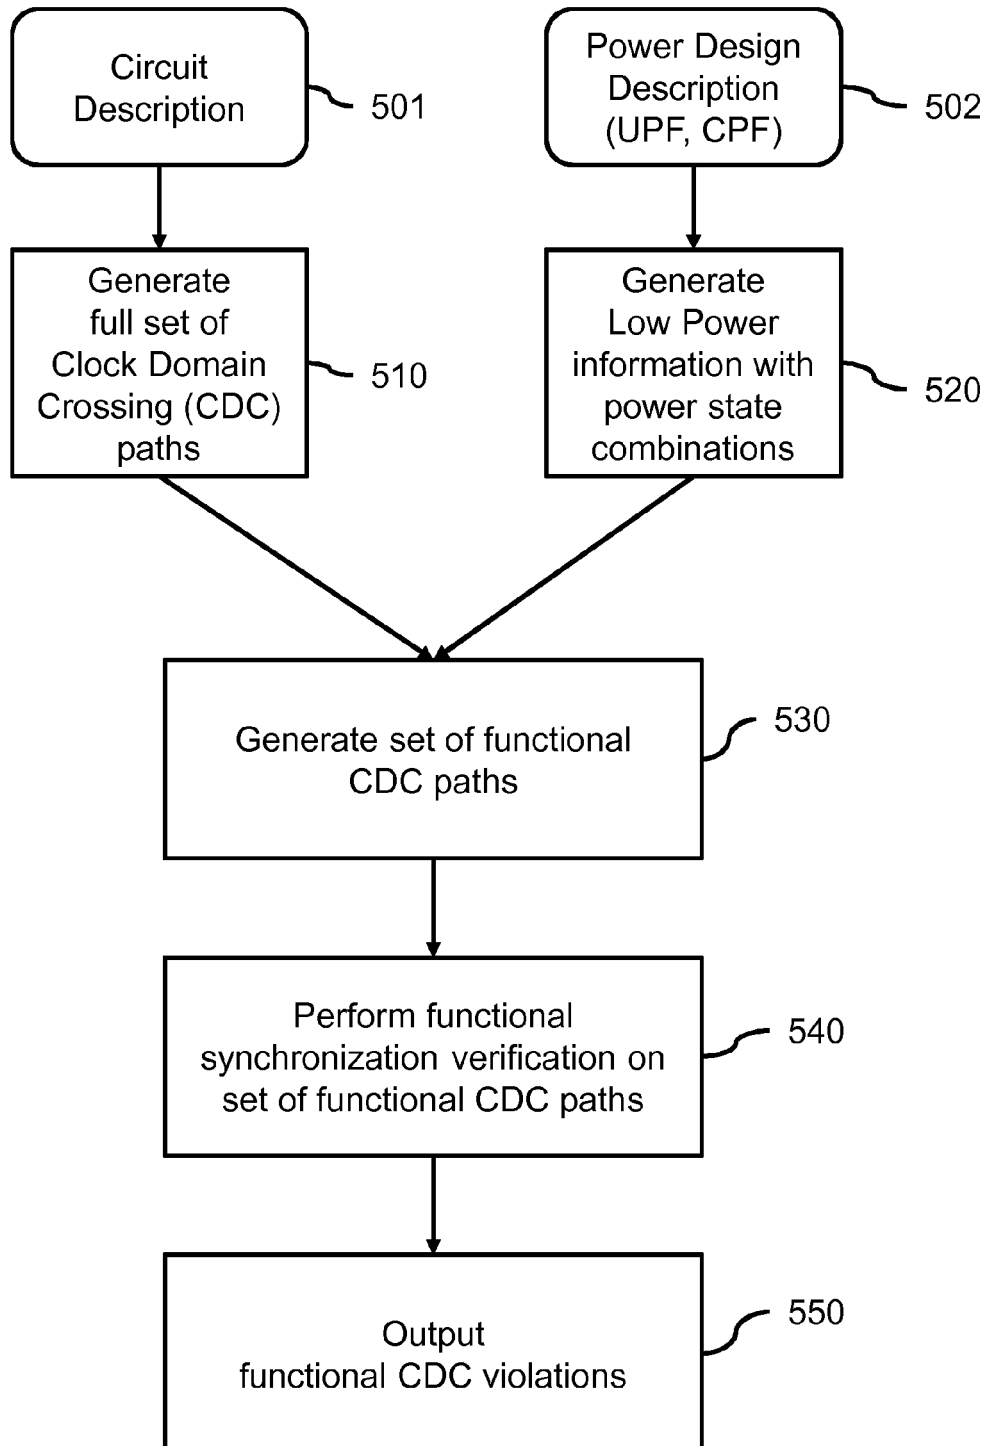 Circuit
Description
501
Power Design
Description
(UPF, CPF)
502
Generate
full set of
Clock Domain
Crossing (CDC)
paths
510
Generate
Low Power
information with
power state
combinations
520
Generate set of functional
CDC paths
530
Perform functional
synchronization verification on
set of functional CDC paths
540
Output
functional CDC violations
550